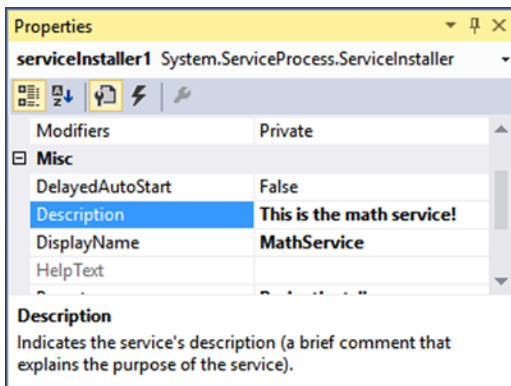 Properties
serviceInstaller1 System.ServiceProcess.ServiceInstaller
Modifiers Private
Misc
DelayedAutoStart False
Description This is the math service!
DisplayName MathService
HelpText
Description
Indicates the service's description (a brief comment that
explains the purpose of the service).